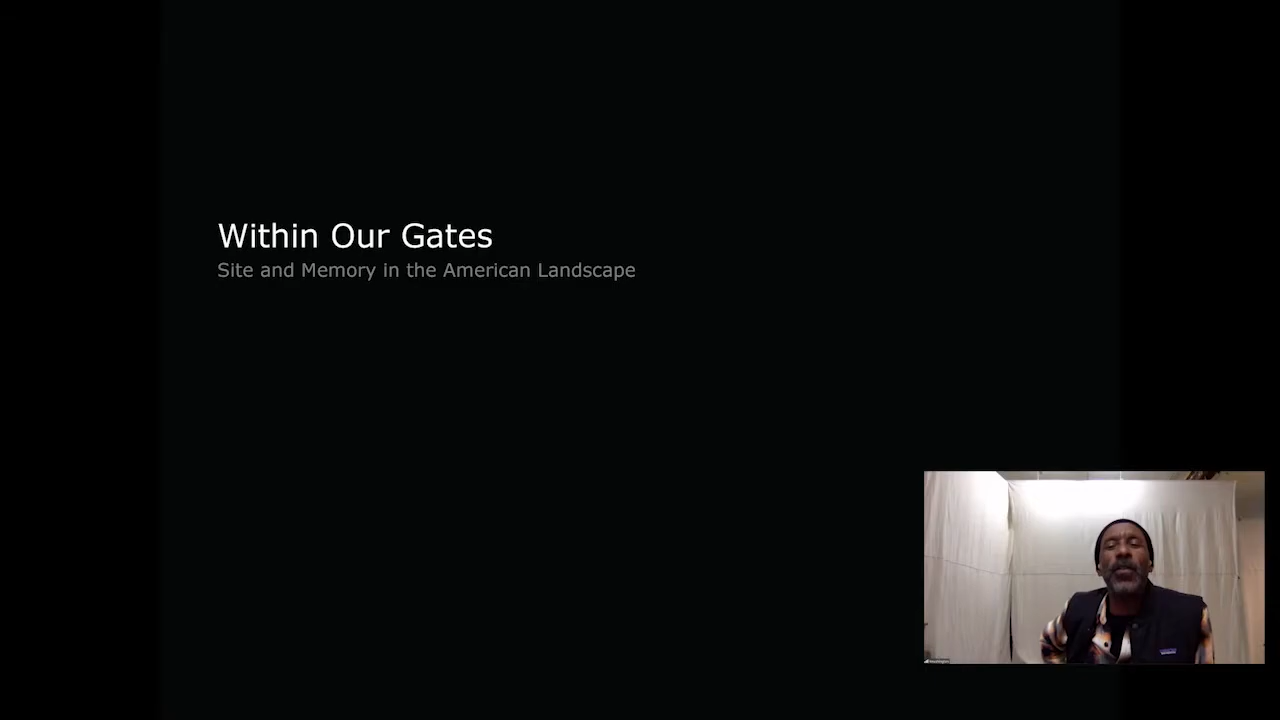 Within Our Gates
Site and Memory in the American Landscape